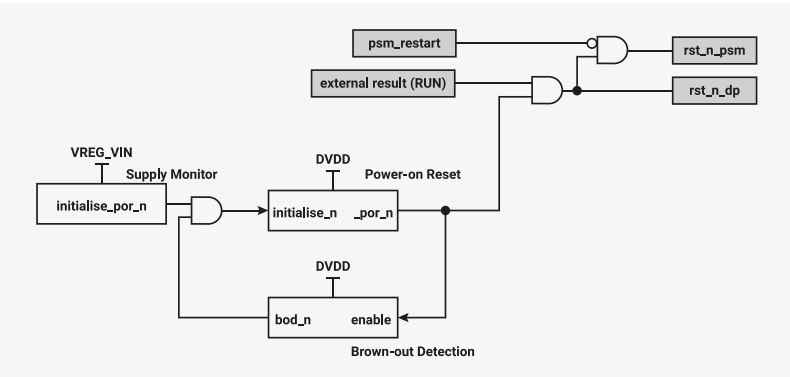 psm_restart
rst_n_psm
external result (RUN)
rst_n_dp
VREG_VIN
Supply Monitor
DVDD
Power-on Reset
initialise_por_n
initialise_n
_por_n
DVDD
bod_n
enable
Brown-out Detection